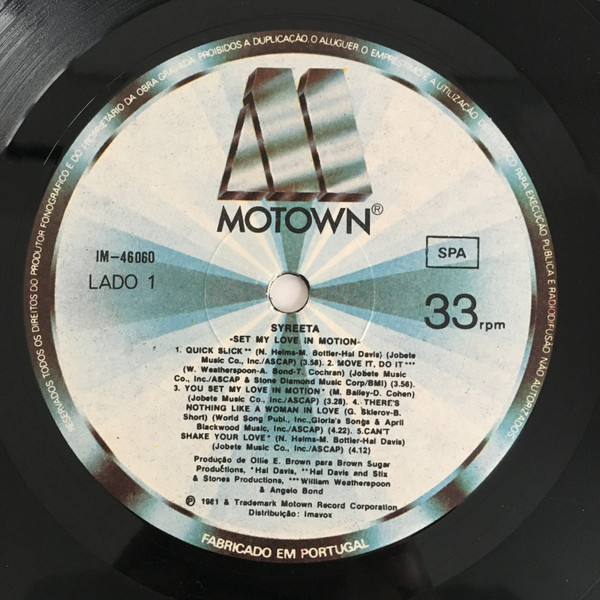 RESERVADOS TODOS OS DIREITOS DO PRODUTOR FONOGRAFICO E DO PROPRIETARIO DA OBRA GRAVADA PROIBIDOS A DUPLICAÇÃO. O ALUGUER O EMPRESTIMO E A UTILIZAÇÃO PARA EXECUÇÃO PUBLICA E RADIODIFUSÃO NÃO AUTORIZADOS
MOTOWN®
IM-46060
LADO 1
SPA
33 rpm
SYREETA
-SET MY LOVE IN MOTION-
1. QUICK SLICK** (N. Helms-M. Bottler-Hal Davis) (Jobete
Music Co., Inc./ASCAP) (3.58). 2. MOVE IT, DO IT***
(W. Weatherspoon-A. Bond-T. Cochran) (Jobete Music
Co., Inc/ASCAP & Stone Diamond Music Corp/BMI) (3.56).
3. YOU SET MY LOVE IN MOTION* (M. Bailey-D. Cohen)
(Jobete Music Co., Inc./ASCAP) (3.28). 4. THERE'S
NOTHING LIKE A WOMAN IN LOVE (G. Sklerov-B.
Short) (World Song Publ., Inc.,Gloria's Songs & April
Blackwood Music, Inc./ASCAP) (4.22). 5.CAN'T
SHAKE YOUR LOVE* (N. Helms-M. Bottler-Hal Davis)
(Jobete Music Co., Inc./ASCAP) (4.12)
Produção de Ollie E. Brown para Brown Sugar
Productions, *Hal Davis, **Hal Davis and Stix
& Stones Productions, ***William Weatherspoon
& Angelo Bond
℗ 1981 & Trademark Motown Record Corporation
Distribuição: Imavox
FABRICADO EM PORTUGAL